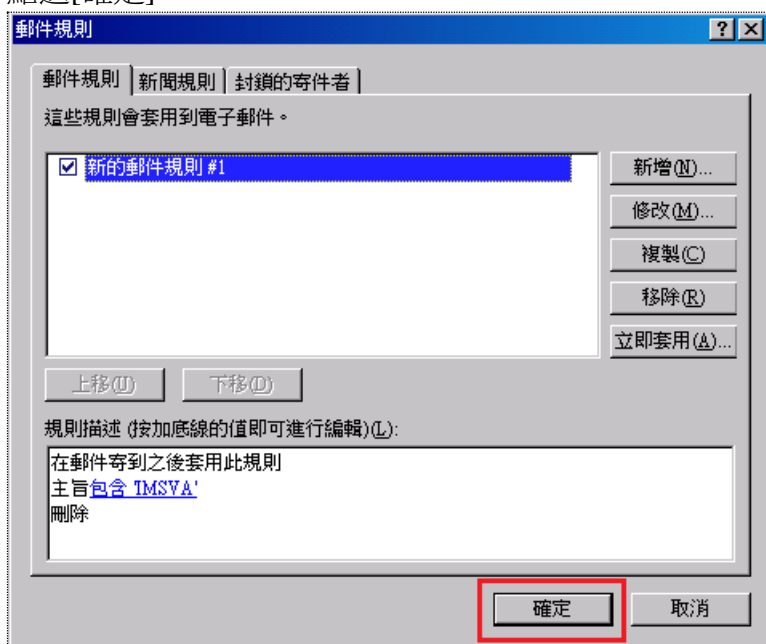 點選[確定]
郵件規則
郵件規則 新聞規則 封鎖的寄件者
這些規則會套用到電子郵件。
新的郵件規則 #1
新增(N)...
修改(M)...
複製(C)
移除(R)
立即套用(A)...
上移(U) 下移(D)
規則描述 (按加底線的值即可進行編輯)(L):
在郵件寄到之後套用此規則
主旨包含 'IMSVA'
刪除
確定 取消